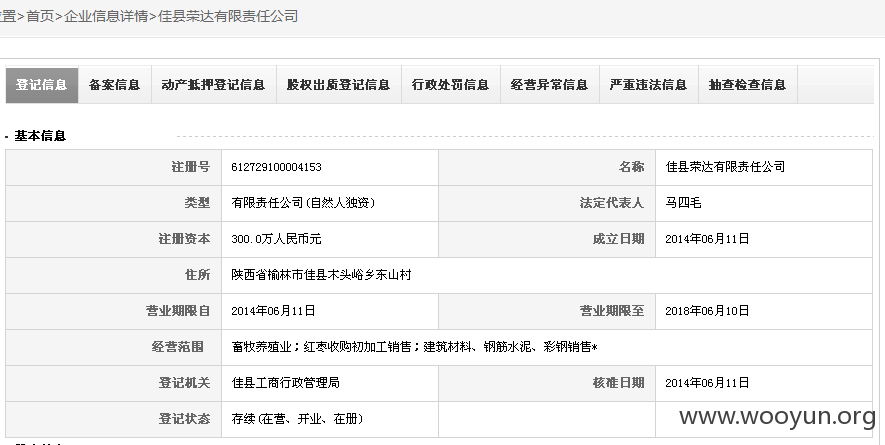 位置>首页>企业信息详情>佳县荣达有限责任公司
登记信息 备案信息 动产抵押登记信息 股权出质登记信息 行政处罚信息 经营异常信息 严重违法信息 抽查检查信息
· 基本信息
注册号 612729100004153 名称 佳县荣达有限责任公司
类型 有限责任公司(自然人独资) 法定代表人 马四毛
注册资本 300.0万人民币元 成立日期 2014年06月11日
住所 陕西省榆林市佳县木头峪乡东山村
营业期限自 2014年06月11日 营业期限至 2018年06月10日
经营范围 畜牧养殖业；红枣收购初加工销售；建筑材料、钢筋水泥、彩钢销售*
登记机关 佳县工商行政管理局 核准日期 2014年06月11日
登记状态 存续(在营、开业、在册)
www.wooyun.org